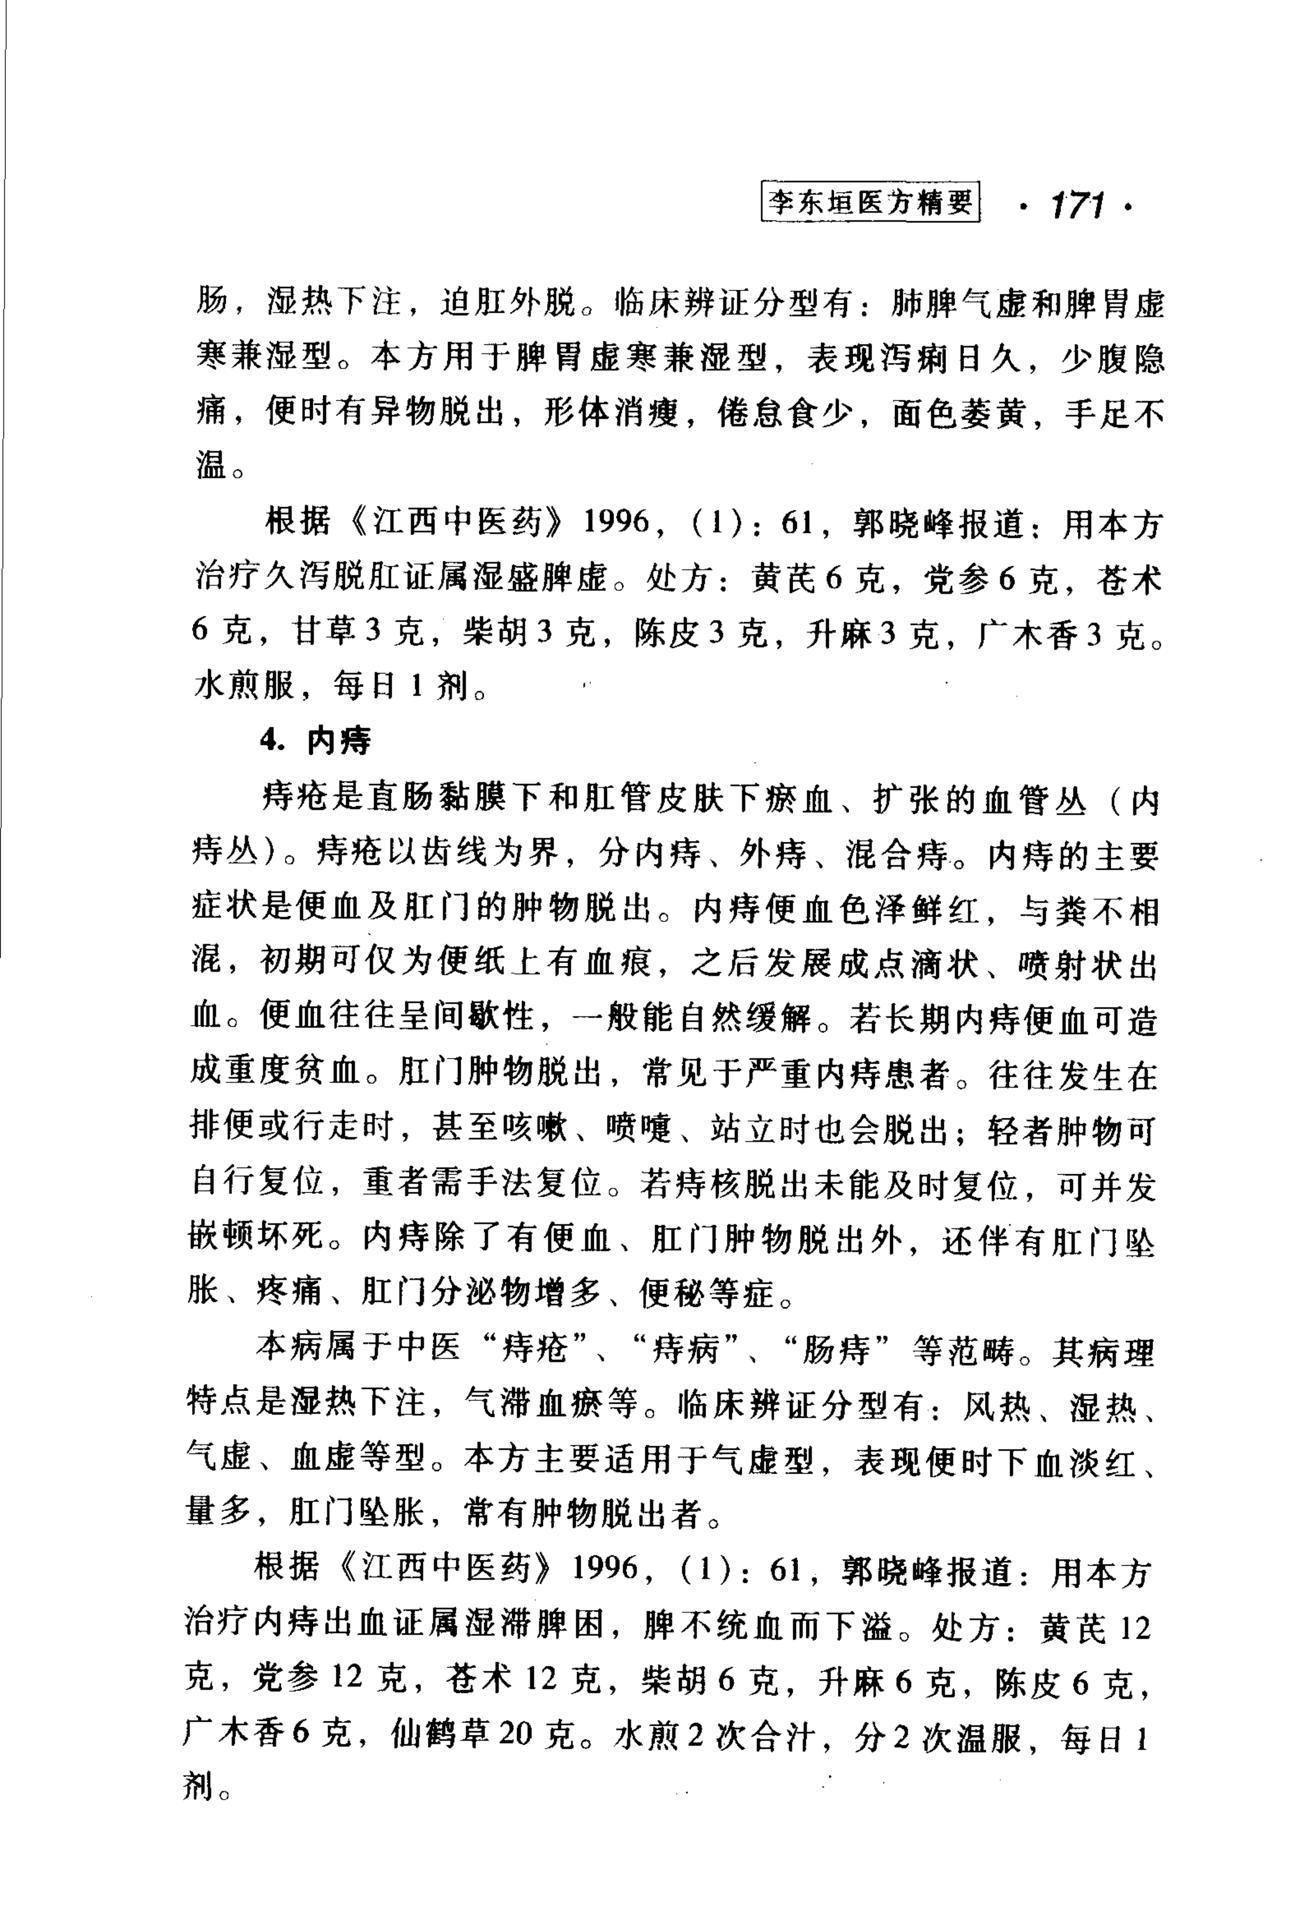 李东垣医方精要 · 171 ·
肠，湿热下注，迫肛外脱。临床辨证分型有：肺脾气虚和脾胃虚
寒兼湿型。本方用于脾胃虚寒兼湿型，表现泻痢日久，少腹隐
痛，便时有异物脱出，形体消瘦，倦怠食少，面色萎黄，手足不
温。
根据《江西中医药》1996，(1)：61，郭晓峰报道：用本方
治疗久泻脱肛证属湿盛脾虚。处方：黄芪6克，党参6克，苍术
6克，甘草3克，柴胡3克，陈皮3克，升麻3克，广木香3克。
水煎服，每日1剂。
4. 内痔
痔疮是直肠黏膜下和肛管皮肤下瘀血、扩张的血管丛（内
痔丛）。痔疮以齿线为界，分内痔、外痔、混合痔。内痔的主要
症状是便血及肛门的肿物脱出。内痔便血色泽鲜红，与粪不相
混，初期可仅为便纸上有血痕，之后发展成点滴状、喷射状出
血。便血往往呈间歇性，一般能自然缓解。若长期内痔便血可造
成重度贫血。肛门肿物脱出，常见于严重内痔患者。往往发生在
排便或行走时，甚至咳嗽、喷嚏、站立时也会脱出；轻者肿物可
自行复位，重者需手法复位。若痔核脱出未能及时复位，可并发
嵌顿坏死。内痔除了有便血、肛门肿物脱出外，还伴有肛门坠
胀、疼痛、肛门分泌物增多、便秘等症。
本病属于中医“痔疮”、“痔病”、“肠痔”等范畴。其病理
特点是湿热下注，气滞血瘀等。临床辨证分型有：风热、湿热、
气虚、血虚等型。本方主要适用于气虚型，表现便时下血淡红、
量多，肛门坠胀，常有肿物脱出者。
根据《江西中医药》1996，(1)：61，郭晓峰报道：用本方
治疗内痔出血证属湿滞脾困，脾不统血而下溢。处方：黄芪12
克，党参12克，苍术12克，柴胡6克，升麻6克，陈皮6克，
广木香6克，仙鹤草20克。水煎2次合汁，分2次温服，每日1
剂。